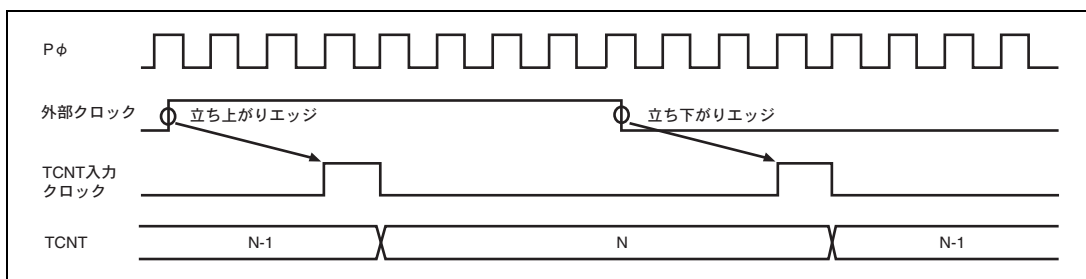 Pφ
外部クロック
立ち上がりエッジ
立ち下がりエッジ
TCNT入力
クロック
TCNT
N-1
N
N-1